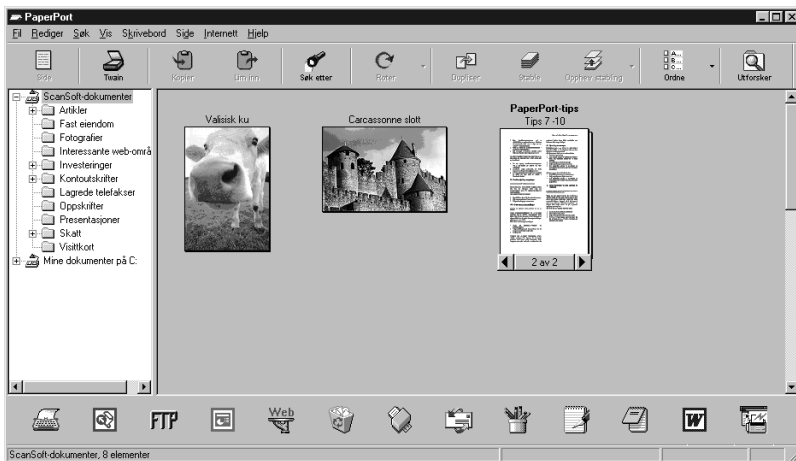 PaperPort
Fil Rediger Søk Vis Skrivebord Side Internett Hjelp
Side Twain Kopier Lim inn Søk etter Roter Dupliser Stable Opphev stabling Ordne Utforsker
ScanSoft-dokumenter
Artikler
Fast eiendom
Fotografier
Interessante web-områ
Investeringer
Kontoutskrifter
Lagrede telefakser
Oppskrifter
Presentasjoner
Skatt
Visittkort
Mine dokumenter på C:
Valisisk ku
Carcassonne slott
PaperPort-tips
Tips 7 -10
2 av 2
FTP Web W
ScanSoft-dokumenter, 8 elementer